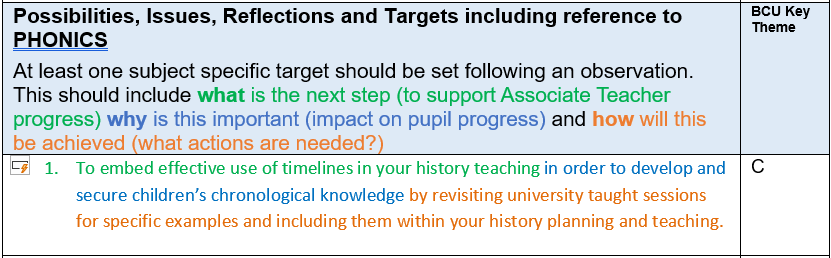 Possibilities, Issues, Reflections and Targets including reference to
PHONICS
At least one subject specific target should be set following an observation.
This should include what is the next step (to support Associate Teacher
progress) why is this important (impact on pupil progress) and how will this
be achieved (what actions are needed?)
BCU Key
Theme
1. To embed effective use of timelines in your history teaching in order to develop and
secure children’s chronological knowledge by revisiting university taught sessions
for specific examples and including them within your history planning and teaching.
C